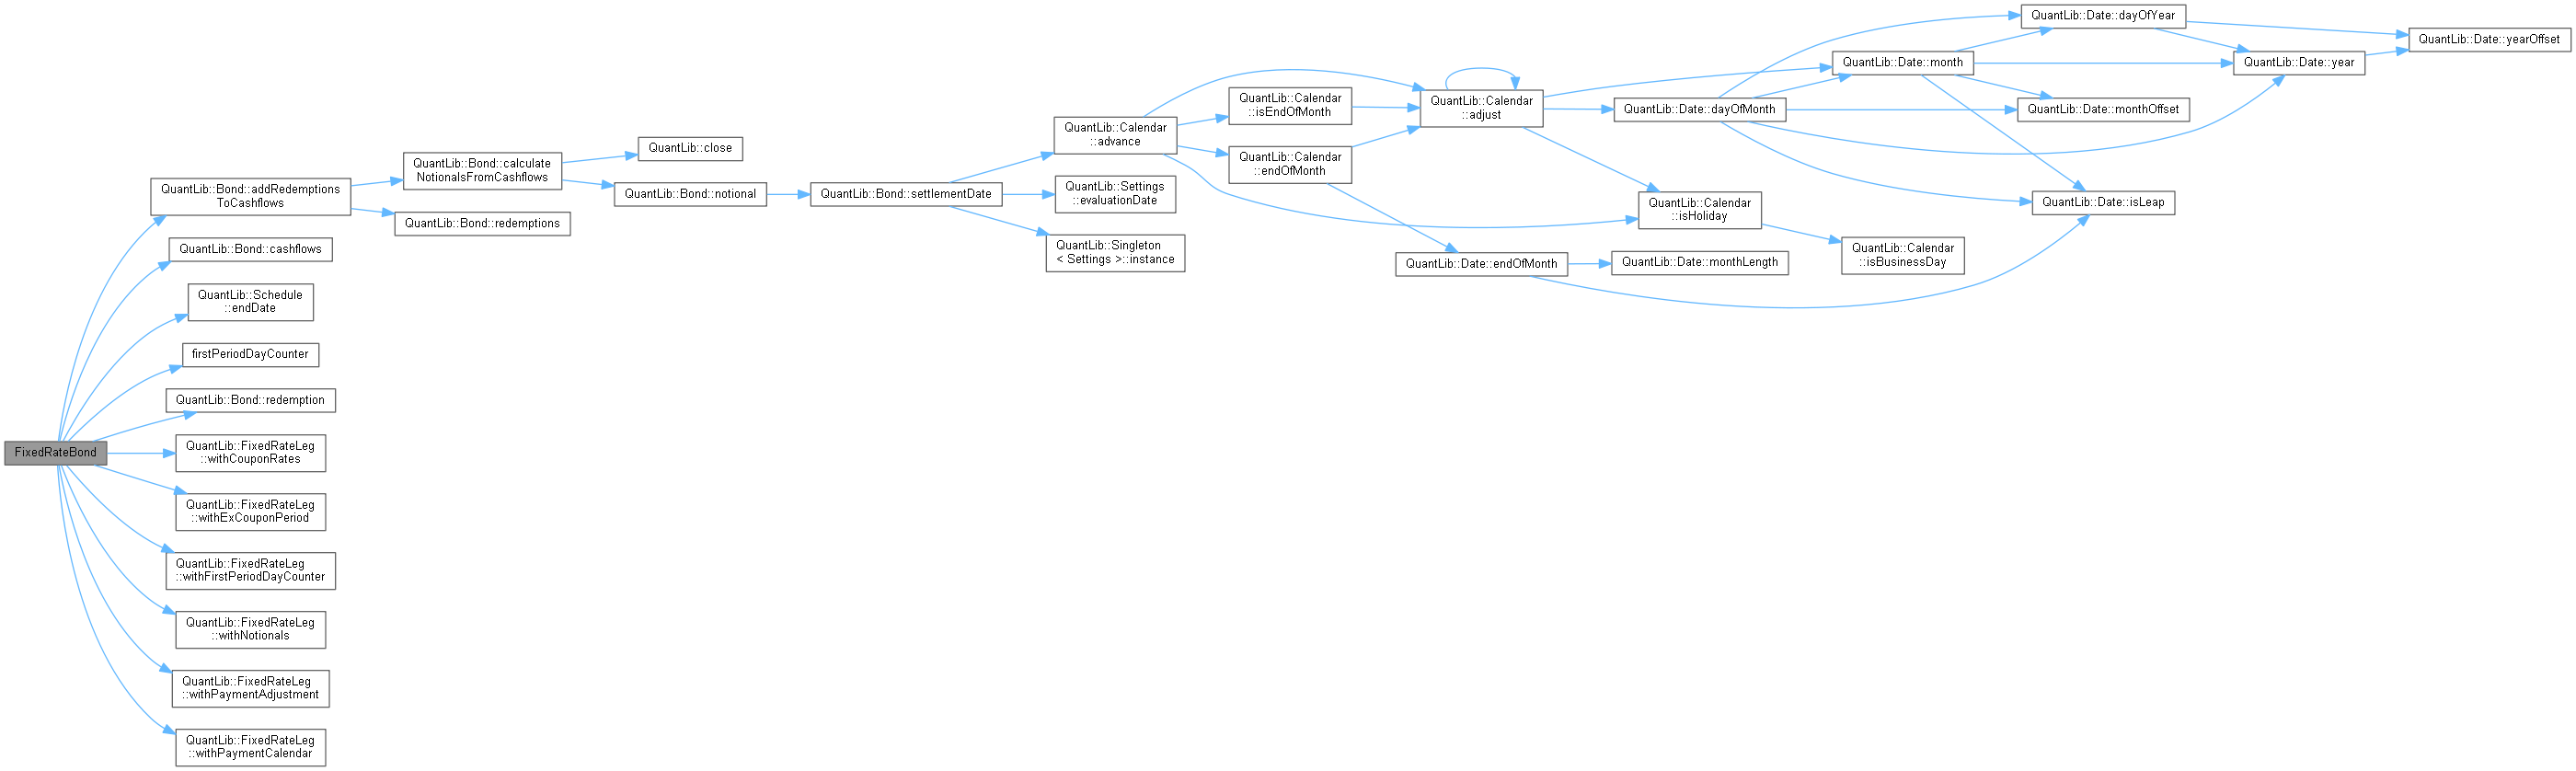 FixedRateBond
QuantLib::Bond::addRedemptions
ToCashflows
QuantLib::Bond::cashflows
QuantLib::Schedule
::endDate
firstPeriodDayCounter
QuantLib::Bond::redemption
QuantLib::FixedRateLeg
::withCouponRates
QuantLib::FixedRateLeg
::withExCouponPeriod
QuantLib::FixedRateLeg
::withFirstPeriodDayCounter
QuantLib::FixedRateLeg
::withNotionals
QuantLib::FixedRateLeg
::withPaymentAdjustment
QuantLib::FixedRateLeg
::withPaymentCalendar
QuantLib::Bond::calculate
NotionalsFromCashflows
QuantLib::Bond::redemptions
QuantLib::close
QuantLib::Bond::notional
QuantLib::Bond::settlementDate
QuantLib::Calendar
::advance
QuantLib::Settings
::evaluationDate
QuantLib::Singleton
< Settings >::instance
QuantLib::Calendar
::isEndOfMonth
QuantLib::Calendar
::endOfMonth
QuantLib::Calendar
::adjust
QuantLib::Date::endOfMonth
QuantLib::Date::dayOfMonth
QuantLib::Calendar
::isHoliday
QuantLib::Date::monthLength
QuantLib::Date::month
QuantLib::Calendar
::isBusinessDay
QuantLib::Date::dayOfYear
QuantLib::Date::monthOffset
QuantLib::Date::isLeap
QuantLib::Date::year
QuantLib::Date::yearOffset